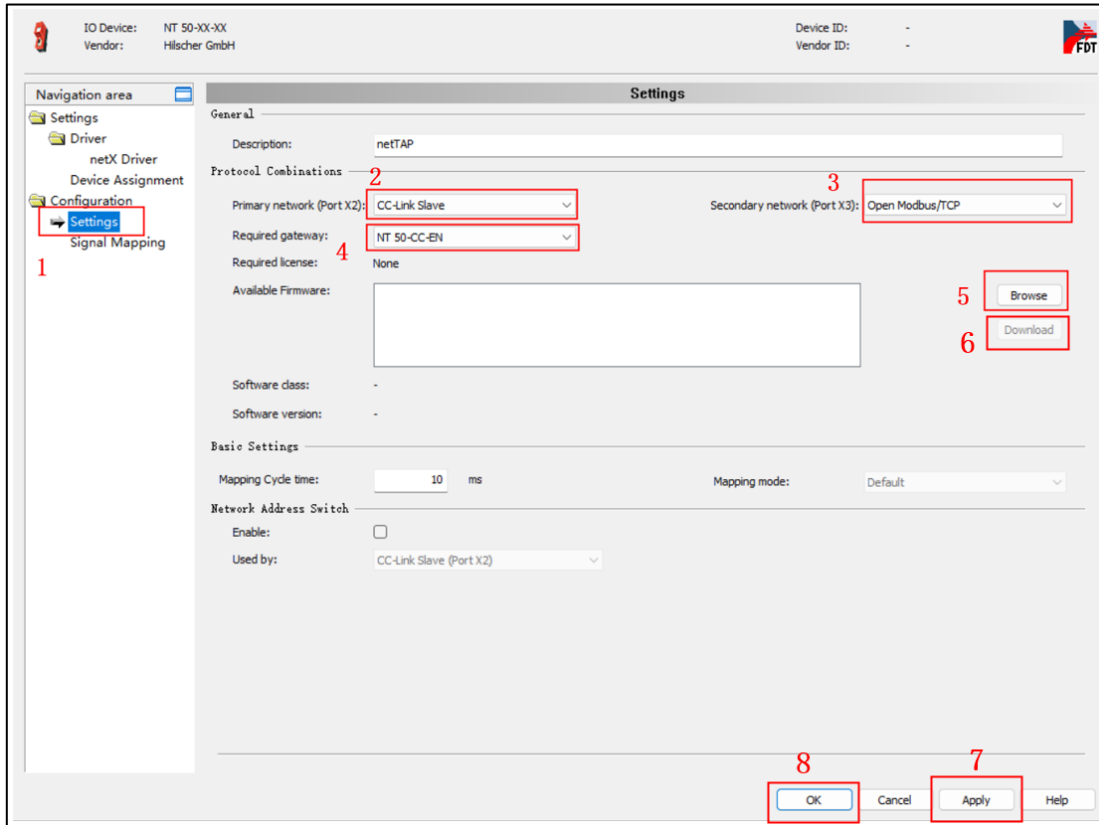 IO Device: NT 50-XX-XX Device ID: -
Vendor: Hilscher GmbH Vendor ID: -
FDT
Navigation area
Settings
Driver
netX Driver
Device Assignment
Configuration
Settings
Signal Mapping
1
Settings
General
Description: netTAP
Protocol Combinations
2
3
Primary network (Port X2): CC-Link Slave Secondary network (Port X3): Open Modbus/TCP
Required gateway: NT 50-CC-EN
4
Required license: None
Available Firmware:
5 Browse
6 Download
Software class: -
Software version: -
Basic Settings
Mapping Cycle time: 10 ms Mapping mode: Default
Network Address Switch
Enable:
Used by: CC-Link Slave (Port X2)
8 7
OK Cancel Apply Help